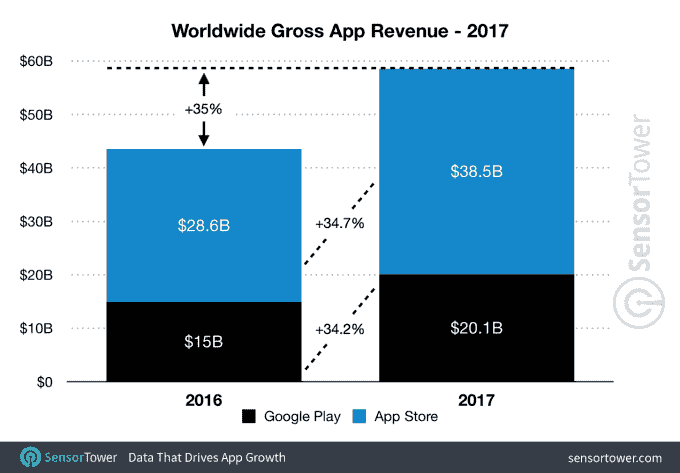 Worldwide Gross App Revenue - 2017
$60B
$50B
$40B
$30B
$20B
$10B
$0
+35%
$28.6B
$15B
+34.7%
+34.2%
$38.5B
$20.1B
2016
2017
Google Play
App Store
SensorTower
SensorTower
Data That Drives App Growth
sensortower.com